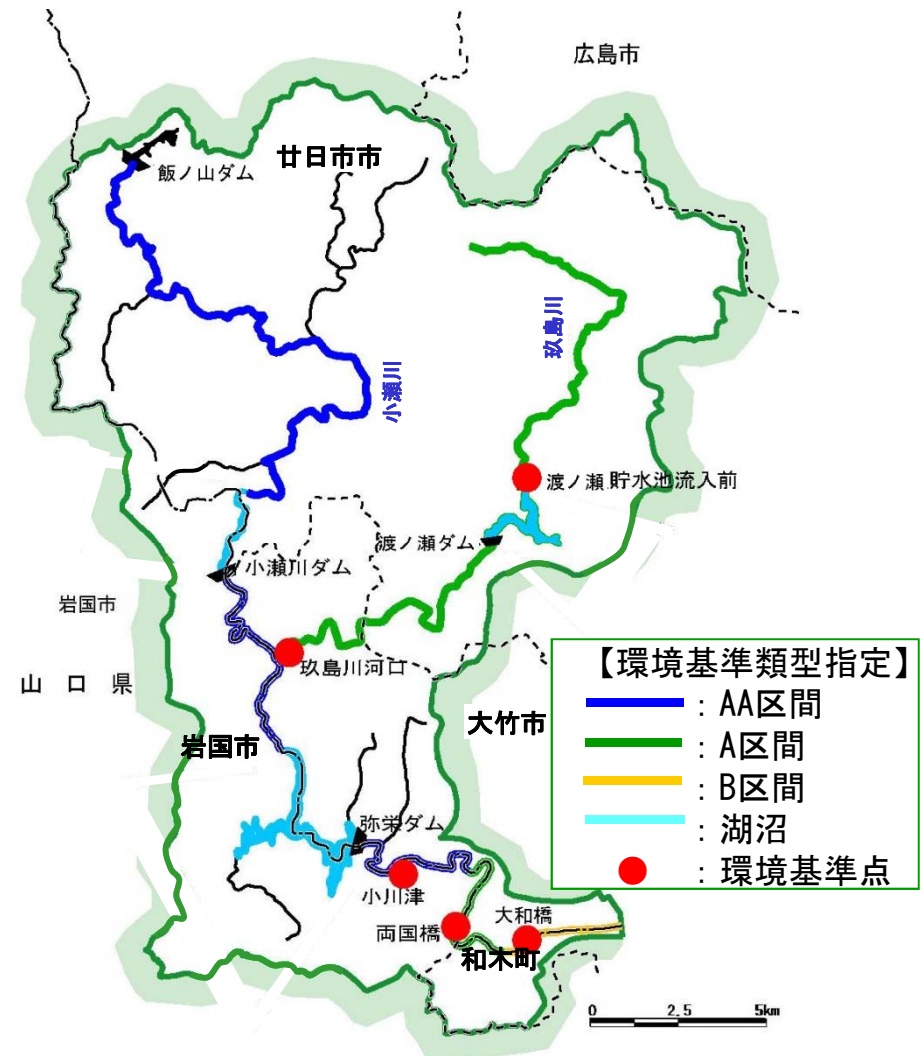 広島市
廿日市市
飯ノ山ダム
玖島川
小瀬川
渡ノ瀬貯水池流入前
渡ノ瀬ダム
小瀬川ダム
岩国市
玖島川河口
山口県
大竹市
岩国市
【環境基準類型指定】
：AA区間
：A区間
：B区間
：湖沼
：環境基準点
弥栄ダム
小川津
大和橋
両国橋
和木町
0 2.5 5km